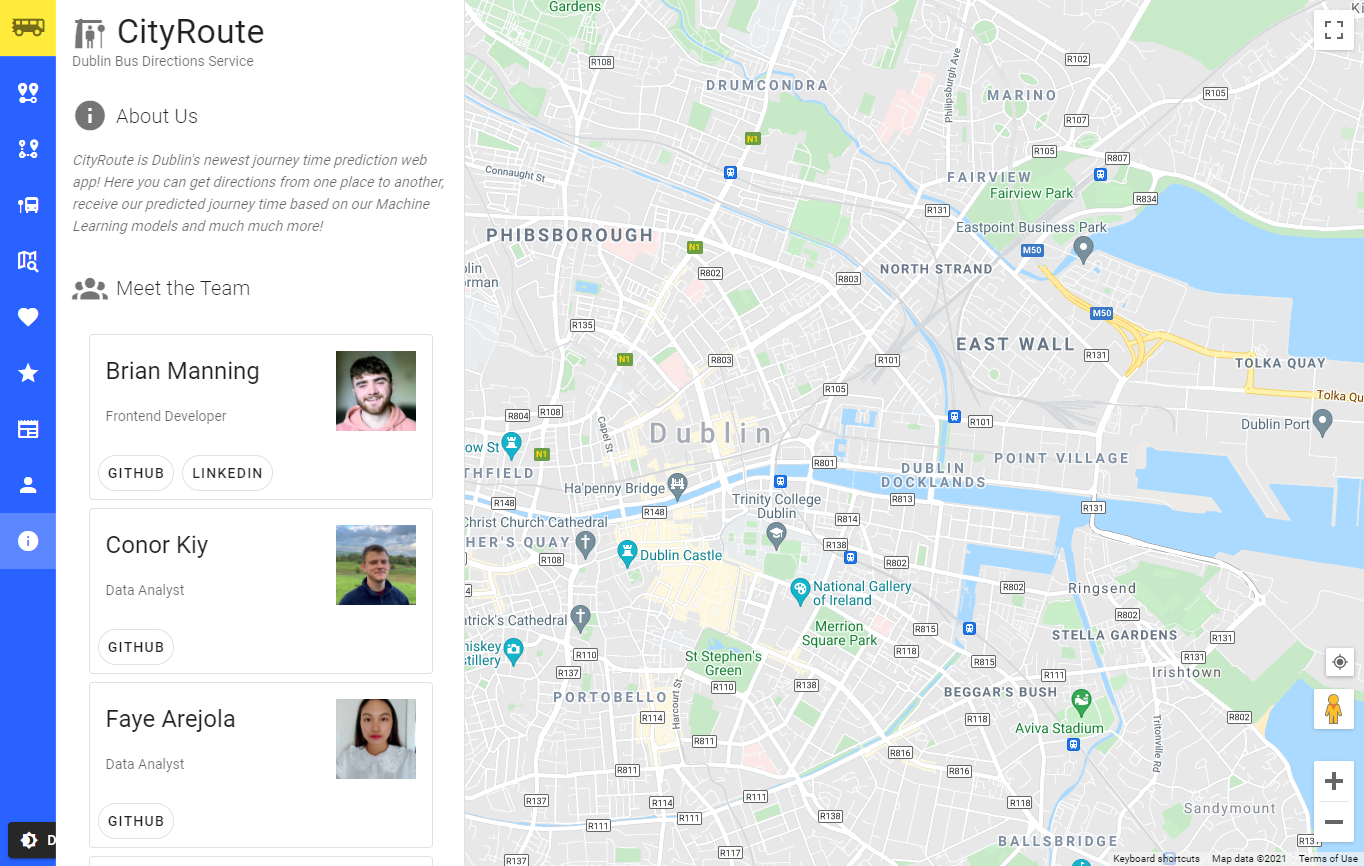 CityRoute
Dublin Bus Directions Service
About Us
CityRoute is Dublin's newest journey time prediction web
app! Here you can get directions from one place to another,
receive our predicted journey time based on our Machine
Learning models and much much more!
Meet the Team
Brian Manning
Frontend Developer
GITHUB
LINKEDIN
Conor Kiy
Data Analyst
GITHUB
Faye Arejola
Data Analyst
GITHUB
D
Gardens
Ki
R108
R102
DRUMCONDRA
Philipsburgh Ave
MARINO
R105
R107
N1
R105
R807
Connaught St
FAIRVIEW
Fairview Park
R834
R131
Eastpoint Business Park
PHIBSBOROUGH
N1
M50
blin
orman
R802
NORTH STRAND
R803
M50
R135
EAST WALL
N1
R803
R101
R131
TOLKA QUAY
R105
Tolka Qu
R804
R108
Capel St
R101
Dublin Port
Dublin
ow St
N1
THFIELD
R801
DUBLIN
DOCKLANDS
POINT VILLAGE
Ha'penny Bridge
Trinity College
Dublin
R148
R148
R813
R131
Christ Church Cathedral
R814
HER'S QUAY
R108
Dublin Castle
R138
R802
National Gallery
of Ireland
R802
Ringsend
R802
atrick's Cathedral
Merrion
Square Park
R815
STELLA GARDENS
R131
hiskey
stillery
R110
St Stephen's
Green
R118
R815
R131
R137
R111
Irishtown
R110
R138
PORTOBELLO
Harcourt St
BEGGAR'S BUSH
R114
R118
Aviva Stadium
R802
Tritonville Rd
R811
R816
R811
R816
R137
R114
R111
R118
Sandymount
R111
R111
R138
BALLSBRIDGE
R131
R137
R117
Keyboard shortcuts
Map data ©2021
Terms of Use